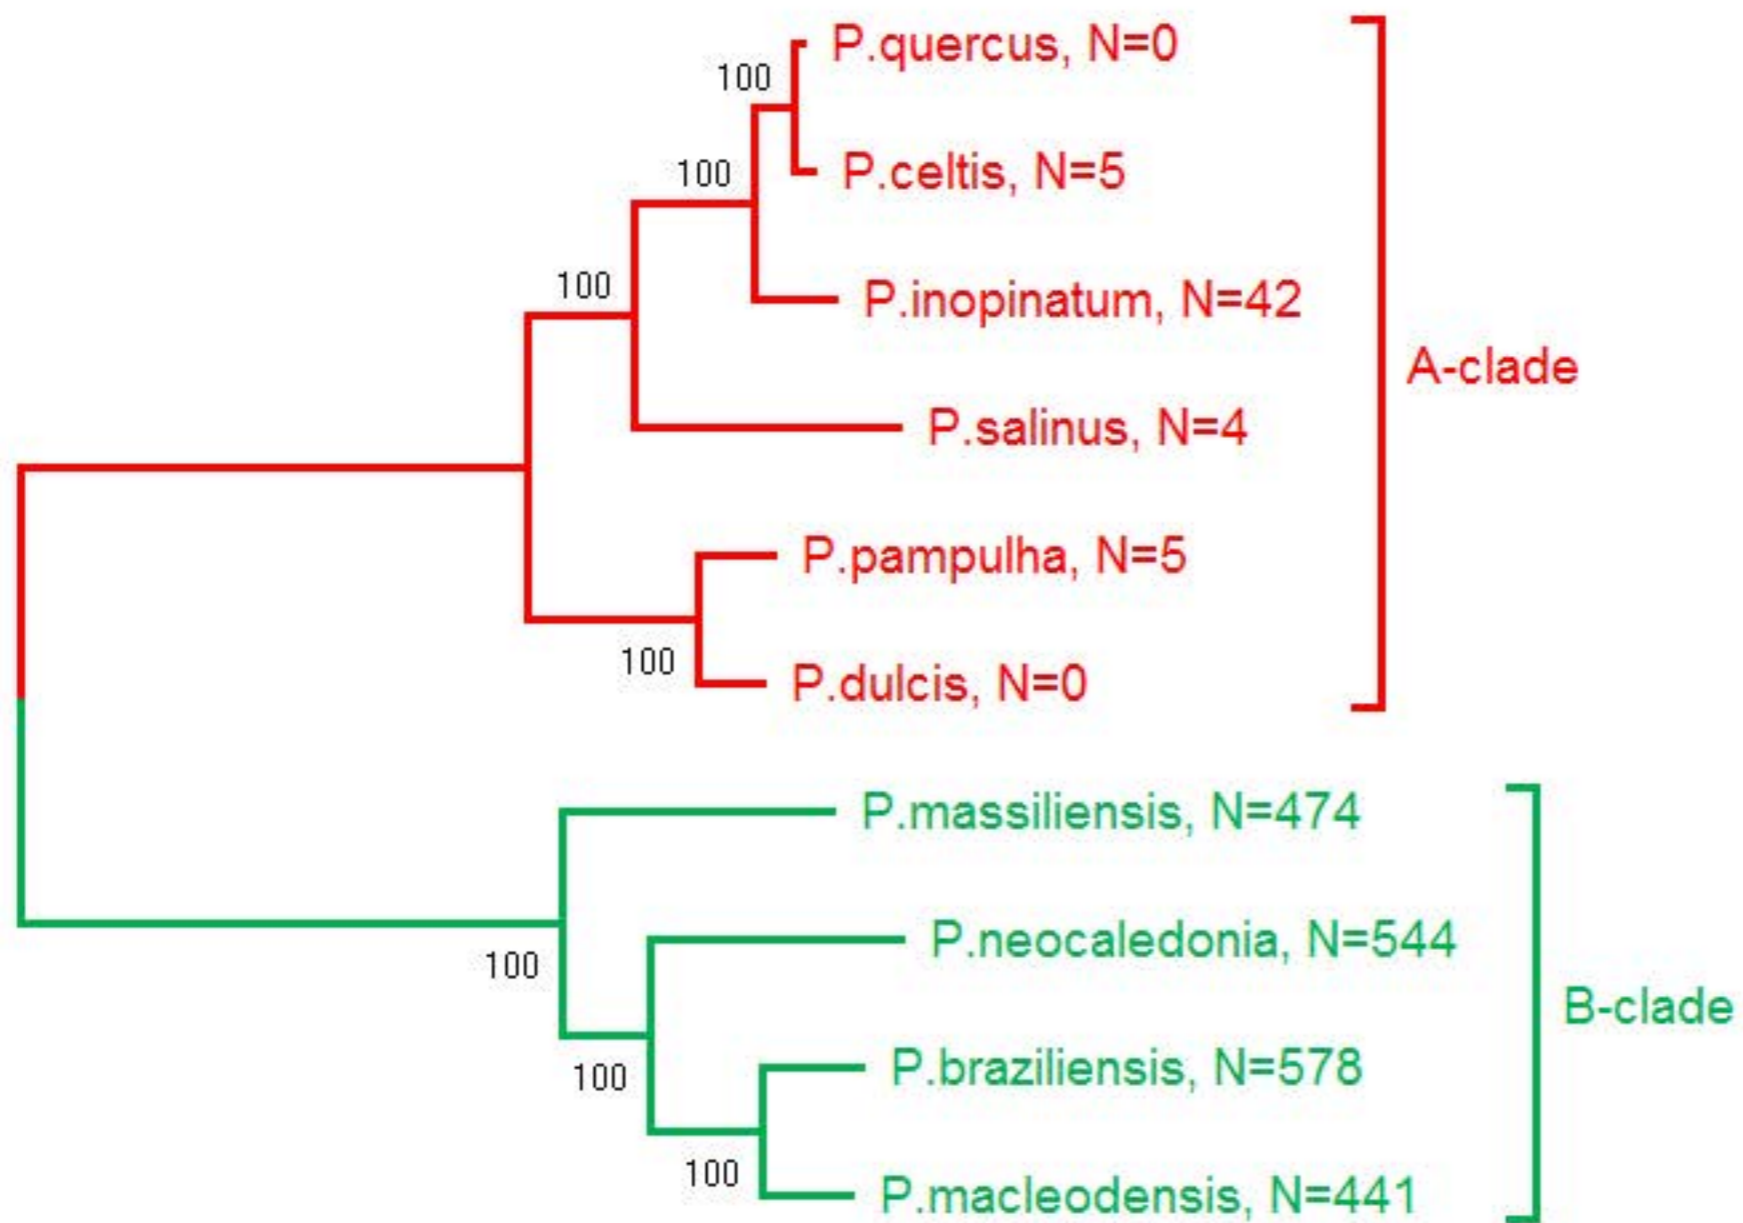 P.quercus, N=0
100
P.celtis, N=5
100
100
P.inopinatum, N=42
A-clade
P.salinus, N=4
P.pampulha, N=5
100
P.dulcis, N=0
P.massiliensis, N=474
P.neocaledonia, N=544
100
B-clade
P.braziliensis, N=578
100
100
P.macleodensis, N=441